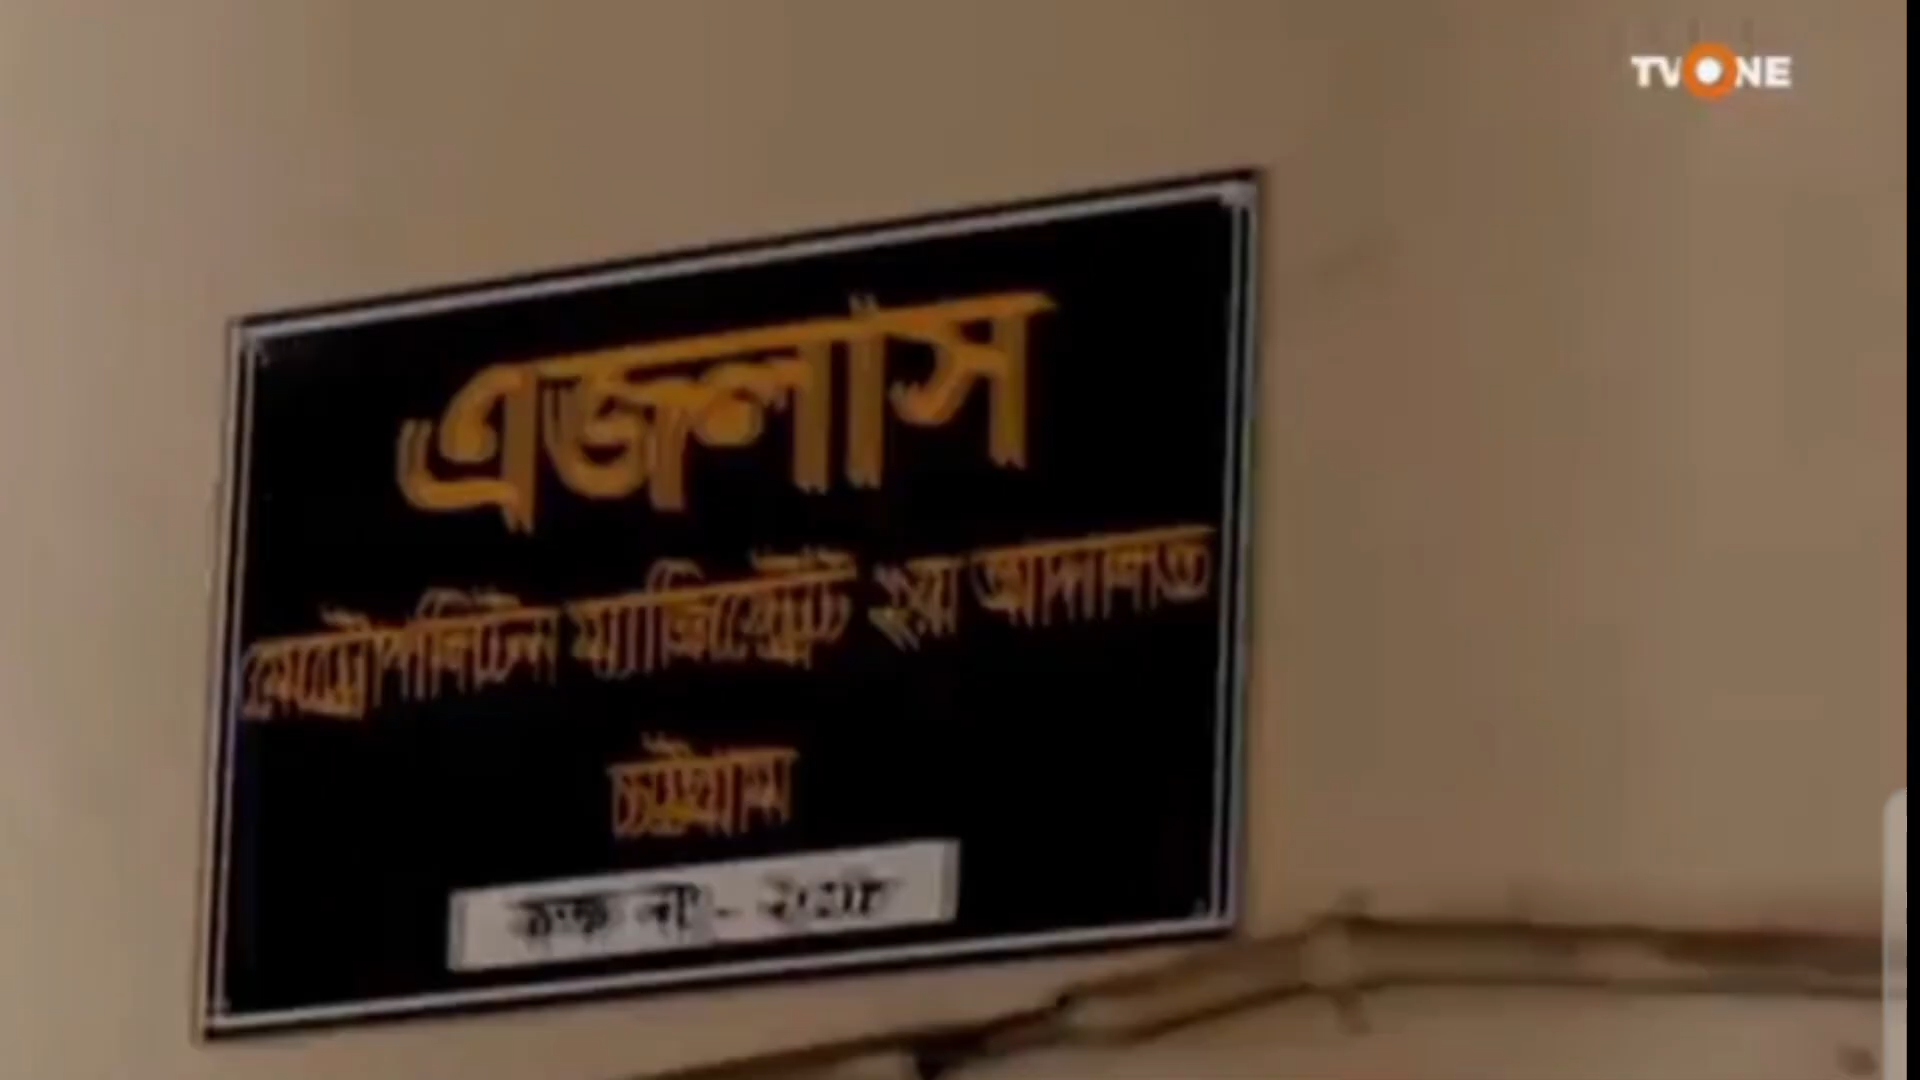 TVONE
এজলাস
মেট্রোপলিটন ম্যাজিস্ট্রেট ২য় আদালত
চট্টগ্রাম
কক্ষ নং-